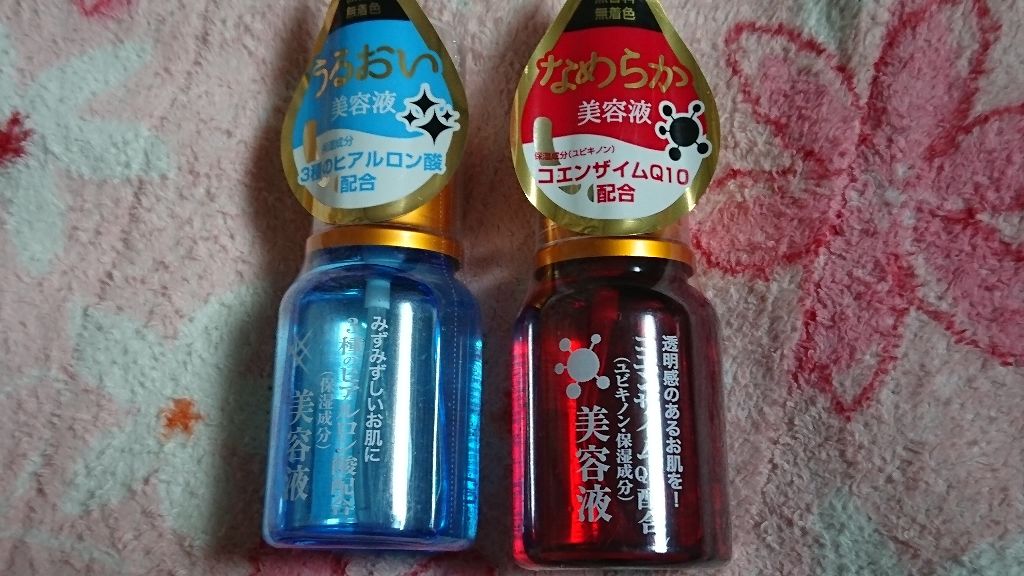 無着色
うるおい
美容液
保湿成分
3種のヒアルロン酸
配合
みずみずしいお肌に
3種のヒアルロン酸配合
(保湿成分)
美容液
無香料
無着色
なめらか
美容液
保湿成分(ユビキノン)
コエンザイムQ10
配合
透明感のあるお肌を!
コエンザイムQ10配合
(ユビキノン・保湿成分)
美容液